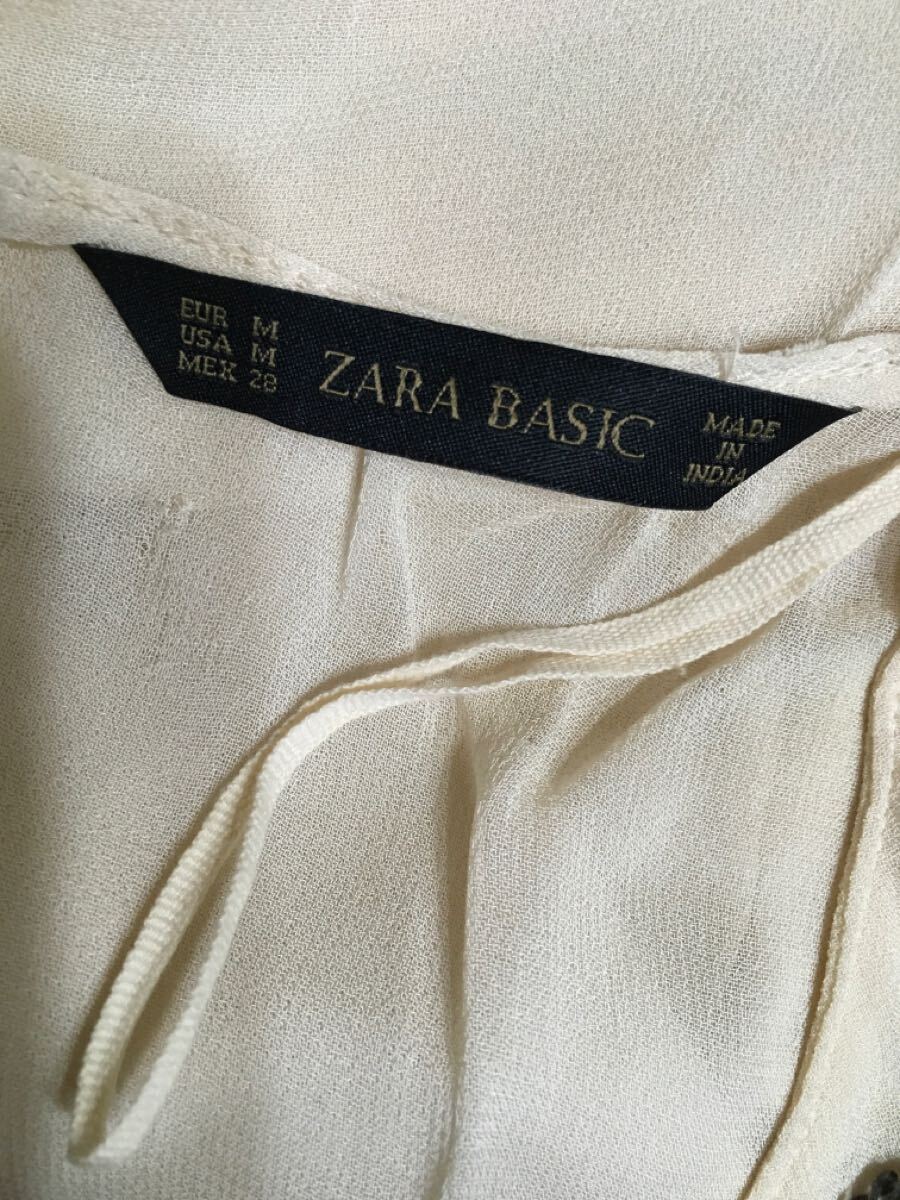 EUR M
USA M
MEX 28
ZARA BASIC
MADE
IN
INDIA